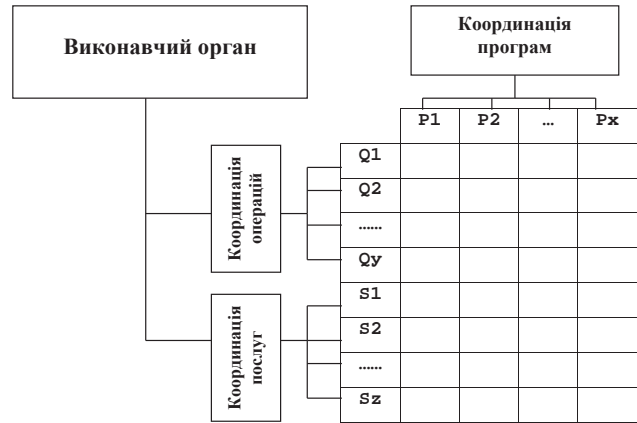 Виконавчий орган
Координація
програм
P1 P2 … Px
Координація
операцій
Q1
Q2
……
Qy
Координація
послуг
S1
S2
……
Sz